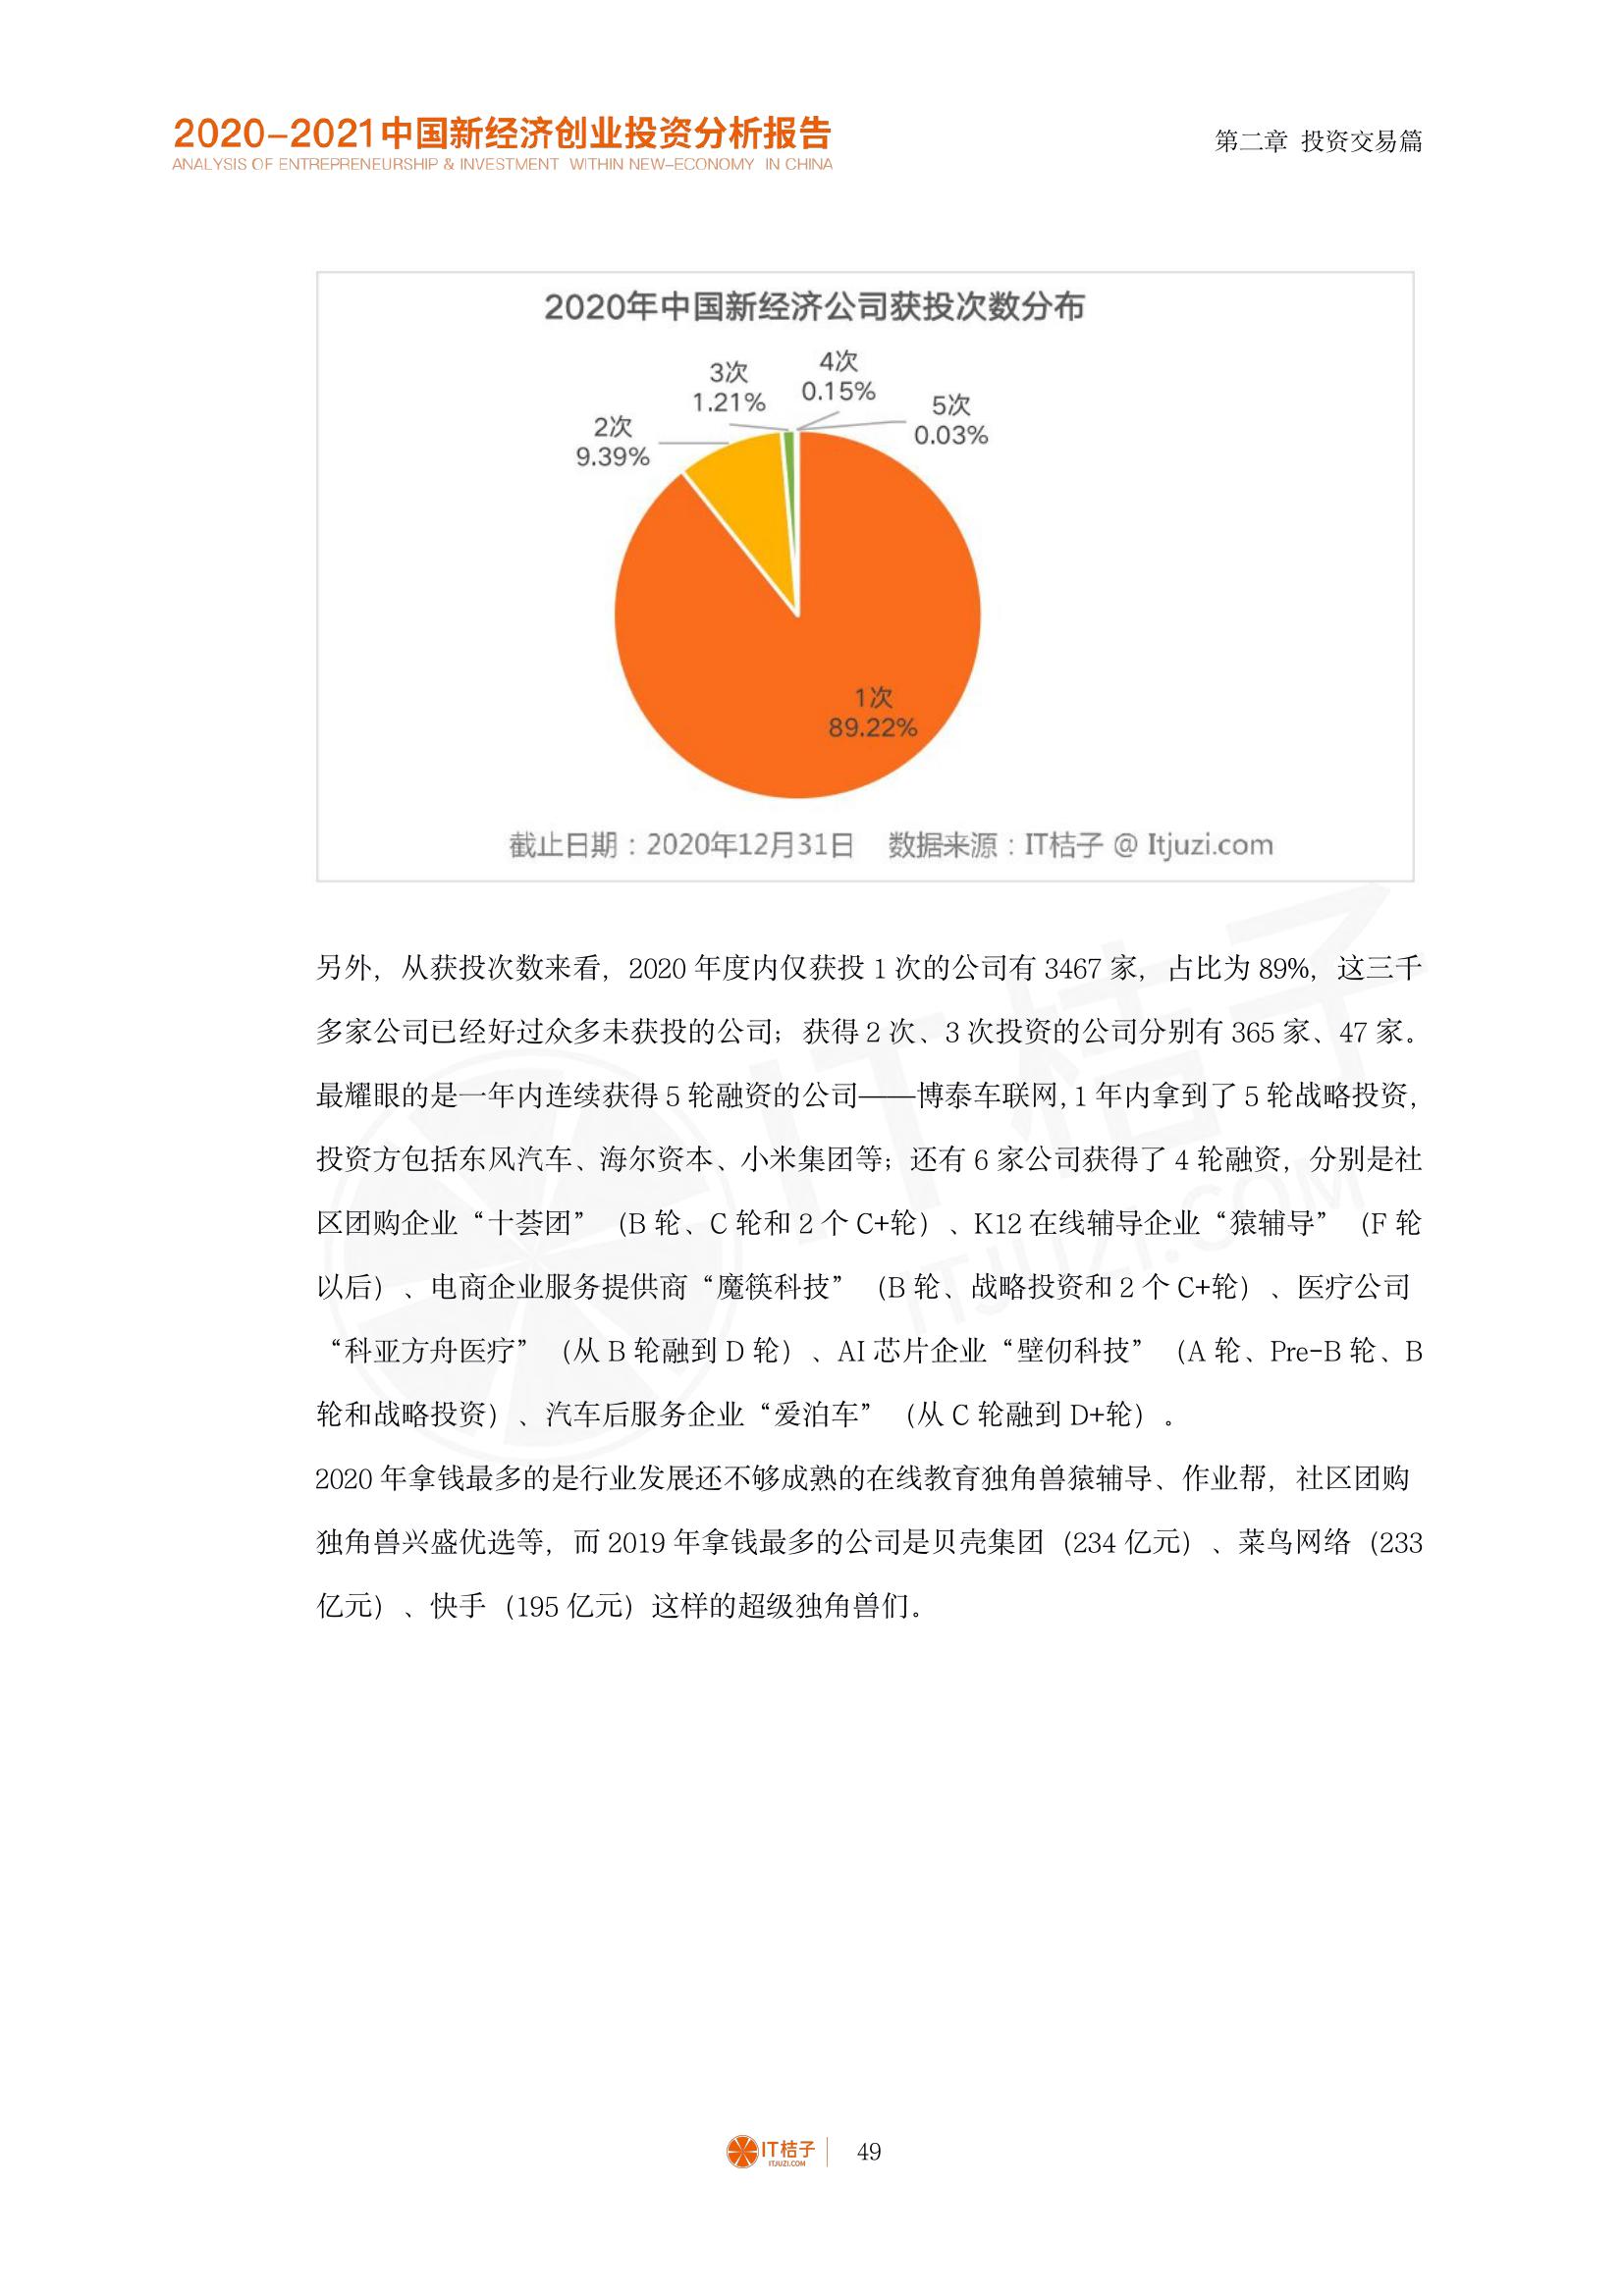 2020-2021中国新经济创业投资分析报告
ANALYSIS OF ENTREPRENEURSHIP & INVESTMENT WITHIN NEW-ECONOMY IN CHINA
第二章 投资交易篇
2020年中国新经济公司获投次数分布
4次
0.15%
3次
1.21%
5次
0.03%
2次
9.39%
1次
89.22%
截止日期：2020年12月31日 数据来源：IT桔子 @ Itjuzi.com
另外，从获投次数来看，2020 年度内仅获投 1 次的公司有 3467 家，占比为 89%，这三千
多家公司已经好过众多未获投的公司；获得 2 次、3 次投资的公司分别有 365 家、47 家。
最耀眼的是一年内连续获得 5 轮融资的公司——博泰车联网，1 年内拿到了 5 轮战略投资，
投资方包括东风汽车、海尔资本、小米集团等；还有 6 家公司获得了 4 轮融资，分别是社
区团购企业“十荟团”（B 轮、C 轮和 2 个 C+轮）、K12 在线辅导企业“猿辅导”（F 轮
以后）、电商企业服务提供商“魔筷科技”（B 轮、战略投资和 2 个 C+轮）、医疗公司
“科亚方舟医疗”（从 B 轮融到 D 轮）、AI 芯片企业“壁仞科技”（A 轮、Pre-B 轮、B
轮和战略投资）、汽车后服务企业“爱泊车”（从 C 轮融到 D+轮）。
2020 年拿钱最多的是行业发展还不够成熟的在线教育独角兽猿辅导、作业帮，社区团购
独角兽兴盛优选等，而 2019 年拿钱最多的公司是贝壳集团（234 亿元）、菜鸟网络（233
亿元）、快手（195 亿元）这样的超级独角兽们。
IT桔子
ITJUZI.COM
IT桔子
ITJUZI.COM
49